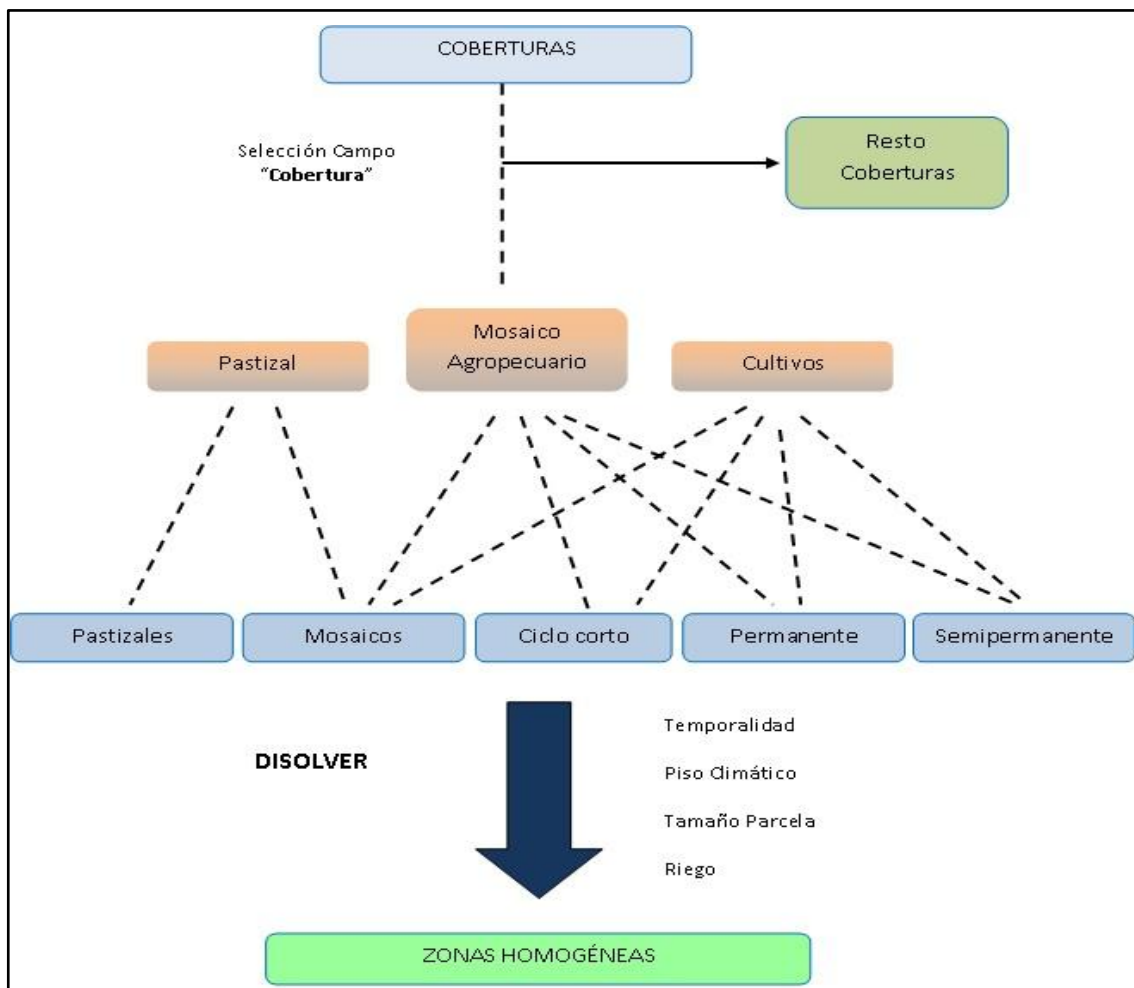 COBERTURAS
Selección Campo
“Cobertura”
Resto
Coberturas
Pastizal
Mosaico
Agropecuario
Cultivos
Pastizales
Mosaicos
Ciclo corto
Permanente
Semipermanente
DISOLVER
Temporalidad
Piso Climático
Tamaño Parcela
Riego
ZONAS HOMOGÉNEAS